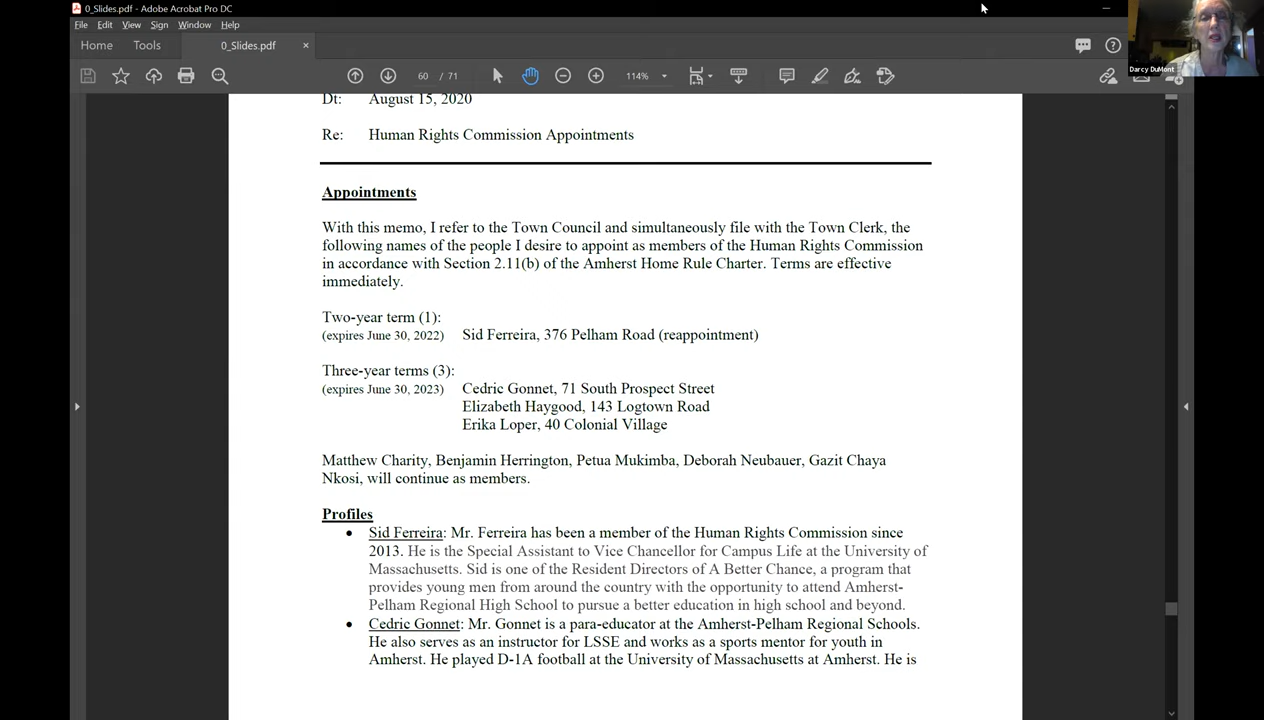 0_Slides.pdf - Adobe Acrobat Pro DC
File Edit View Sign Window Help
Home Tools 0_Slides.pdf ×
60 / 71 114%
Darcy DuMont
Dt: August 15, 2020
Re: Human Rights Commission Appointments
Appointments
With this memo, I refer to the Town Council and simultaneously file with the Town Clerk, the
following names of the people I desire to appoint as members of the Human Rights Commission
in accordance with Section 2.11(b) of the Amherst Home Rule Charter. Terms are effective
immediately.
Two-year term (1):
(expires June 30, 2022) Sid Ferreira, 376 Pelham Road (reappointment)
Three-year terms (3):
(expires June 30, 2023) Cedric Gonnet, 71 South Prospect Street
Elizabeth Haygood, 143 Logtown Road
Erika Loper, 40 Colonial Village
Matthew Charity, Benjamin Herrington, Petua Mukimba, Deborah Neubauer, Gazit Chaya
Nkosi, will continue as members.
Profiles
• Sid Ferreira: Mr. Ferreira has been a member of the Human Rights Commission since
2013. He is the Special Assistant to Vice Chancellor for Campus Life at the University of
Massachusetts. Sid is one of the Resident Directors of A Better Chance, a program that
provides young men from around the country with the opportunity to attend Amherst-
Pelham Regional High School to pursue a better education in high school and beyond.
• Cedric Gonnet: Mr. Gonnet is a para-educator at the Amherst-Pelham Regional Schools.
He also serves as an instructor for LSSE and works as a sports mentor for youth in
Amherst. He played D-1A football at the University of Massachusetts at Amherst. He is